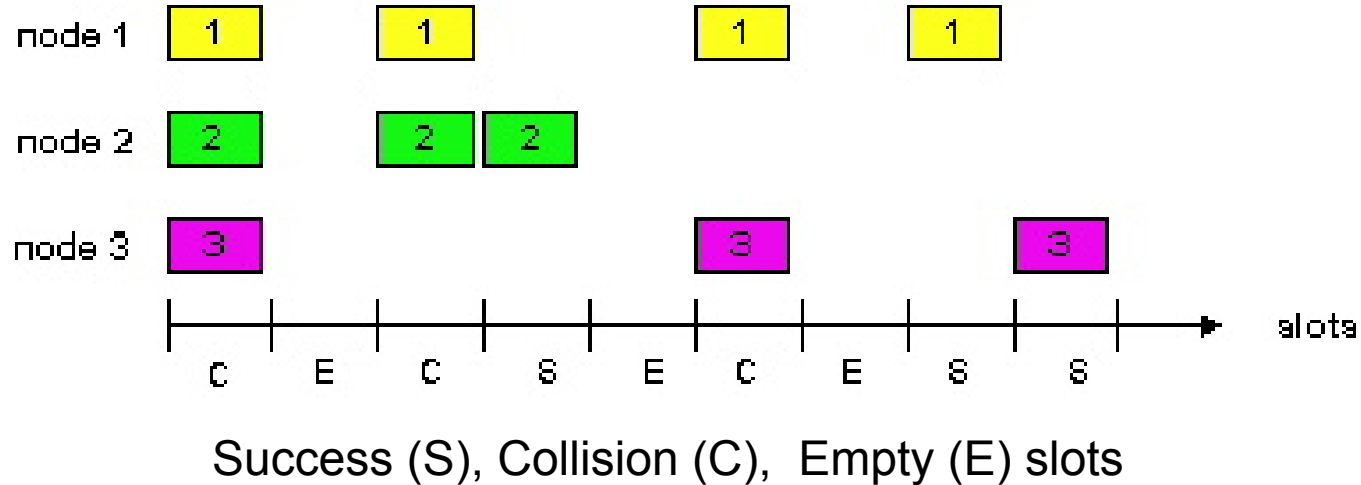 node 1 1 1 1 1
node 2 2 2 2
node 3 3 3 3
slots
C E C S E C E S S
Success (S), Collision (C), Empty (E) slots